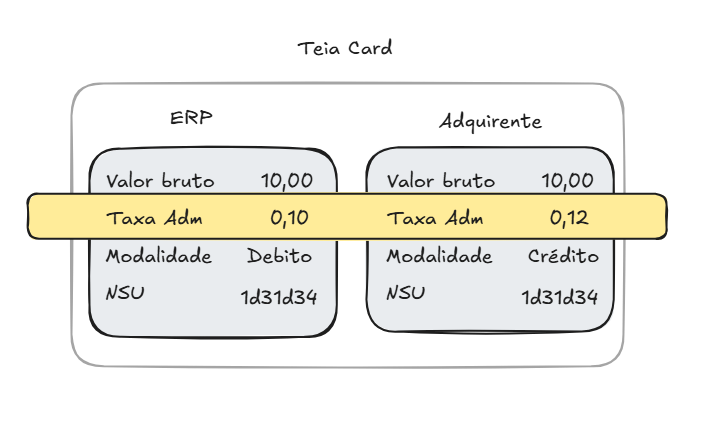 Teia Card
ERP
Valor bruto 10,00
Taxa Adm 0,10
Modalidade Debito
NSU 1d31d34
Adquirente
Valor bruto 10,00
Taxa Adm 0,12
Modalidade Crédito
NSU 1d31d34